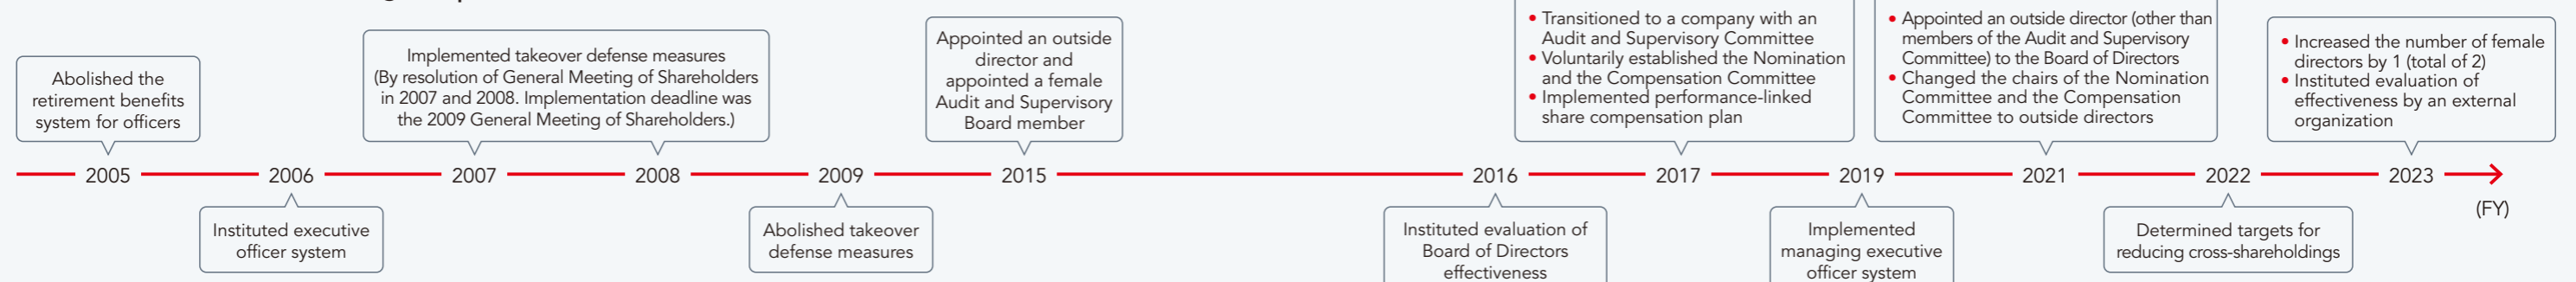 Abolished the
retirement benefits
system for officers
Implemented takeover defense measures
(By resolution of General Meeting of Shareholders
in 2007 and 2008. Implementation deadline was
the 2009 General Meeting of Shareholders.)
Appointed an outside
director and
appointed a female
Audit and Supervisory
Board member
• Transitioned to a company with an
Audit and Supervisory Committee
• Voluntarily established the Nomination
and the Compensation Committee
• Implemented performance-linked
share compensation plan
• Appointed an outside director (other than
members of the Audit and Supervisory
Committee) to the Board of Directors
• Changed the chairs of the Nomination
Committee and the Compensation
Committee to outside directors
• Increased the number of female
directors by 1 (total of 2)
• Instituted evaluation of
effectiveness by an external
organization
2005 2006 2007 2008 2009 2015 2016 2017 2019 2021 2022 2023
(FY)
Instituted executive
officer system
Abolished takeover
defense measures
Instituted evaluation of
Board of Directors
effectiveness
Implemented
managing executive
officer system
Determined targets for
reducing cross-shareholdings